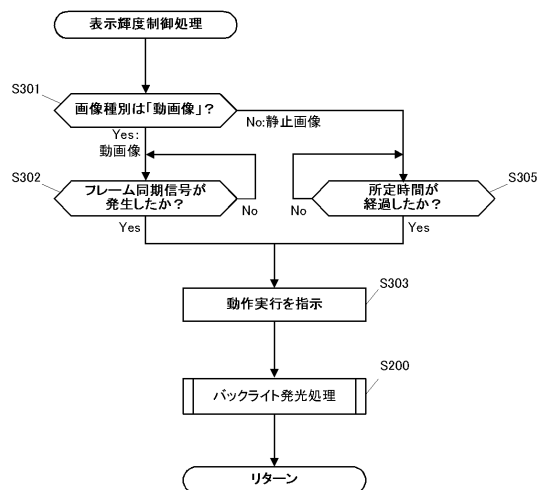 表示輝度制御処理
S301
画像種別は「動画像」？
No:静止画像
Yes:
動画像
S302
フレーム同期信号が
発生したか？
No
Yes
S305
所定時間が
経過したか？
No
Yes
S303
動作実行を指示
S200
バックライト発光処理
リターン